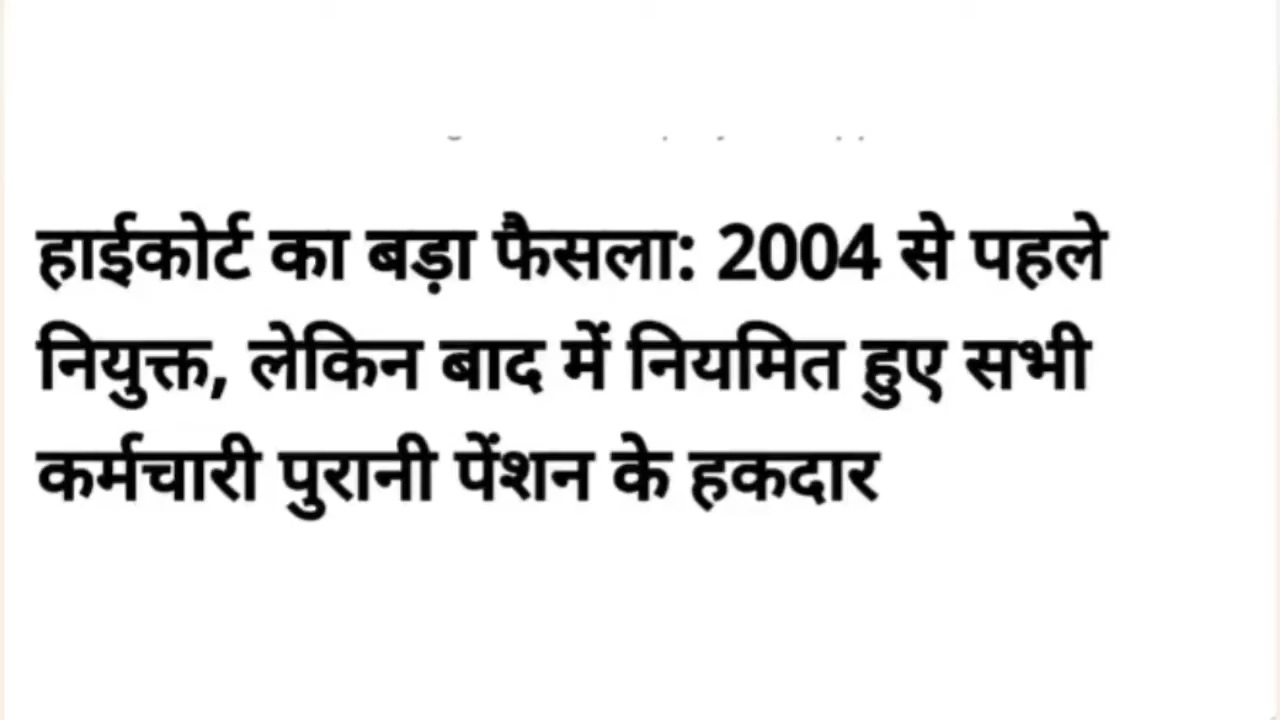 हाईकोर्ट का बड़ा फैसला: 2004 से पहले
नियुक्त, लेकिन बाद में नियमित हुए सभी
कर्मचारी पुरानी पेंशन के हकदार